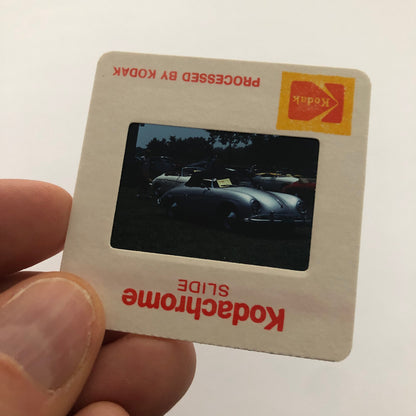 Kodachrome
SLIDE
Kodak
PROCESSED BY KODAK